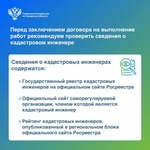 Перед заключением договора на выполнение
работ рекомендуем проверить сведения о
кадастровом инженере
Сведения о кадастровых инженерах
содержатся:
Государственный реестр кадастровых
инженеров на официальном сайте Росреестра
Официальный сайт саморегулируемой
организации, членом которой является
кадастровый инженер
Рейтинг кадастровых инженеров,
опубликованный в региональном блоке
официального сайта Росреестра